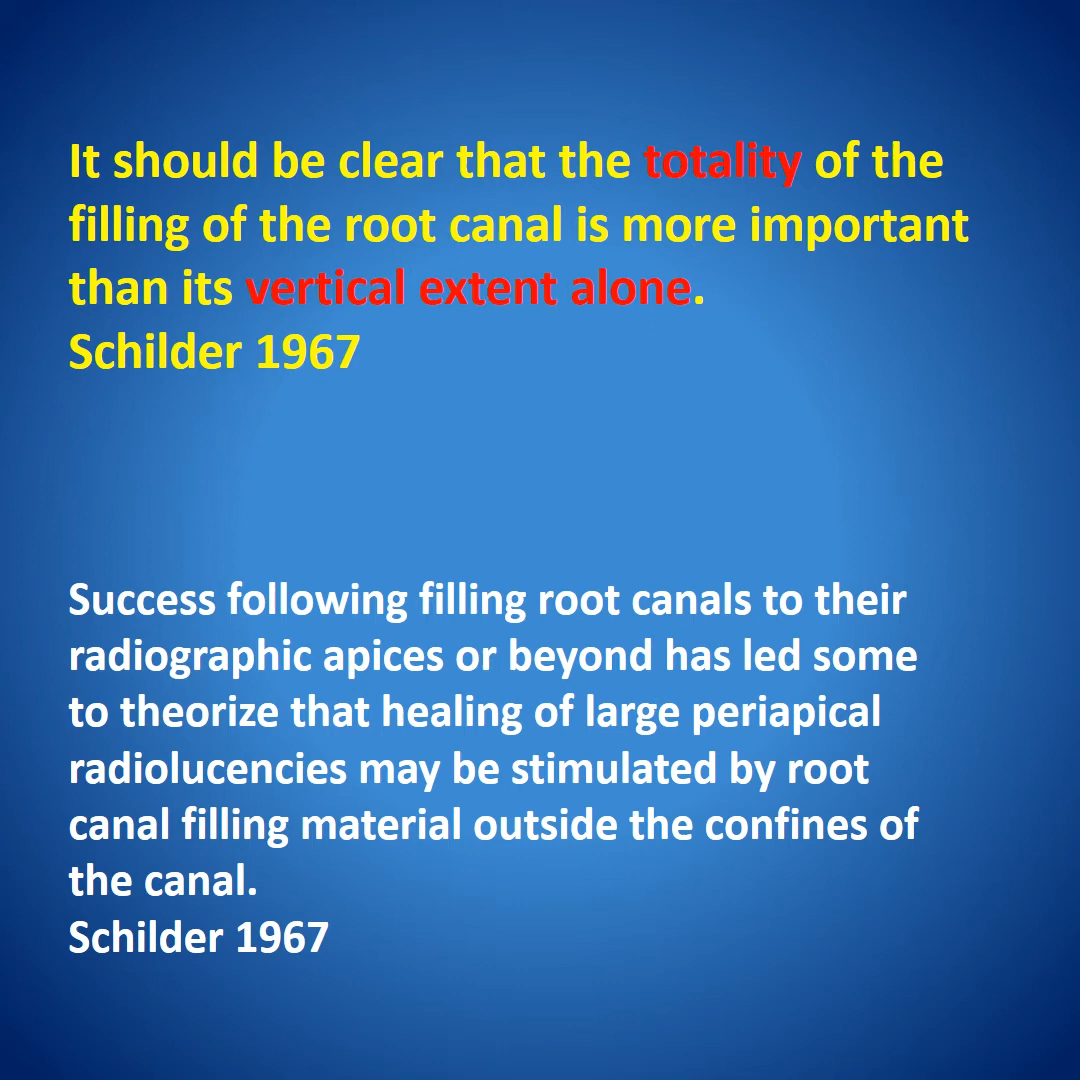 It should be clear that the totality of the
filling of the root canal is more important
than its vertical extent alone.
Schilder 1967
Success following filling root canals to their
radiographic apices or beyond has led some
to theorize that healing of large periapical
radiolucencies may be stimulated by root
canal filling material outside the confines of
the canal.
Schilder 1967